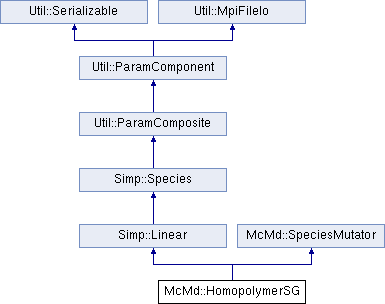 Util::Serializable
Util::MpiFileIo
Util::ParamComponent
Util::ParamComposite
Simp::Species
Simp::Linear
McMd::SpeciesMutator
McMd::HomopolymerSG